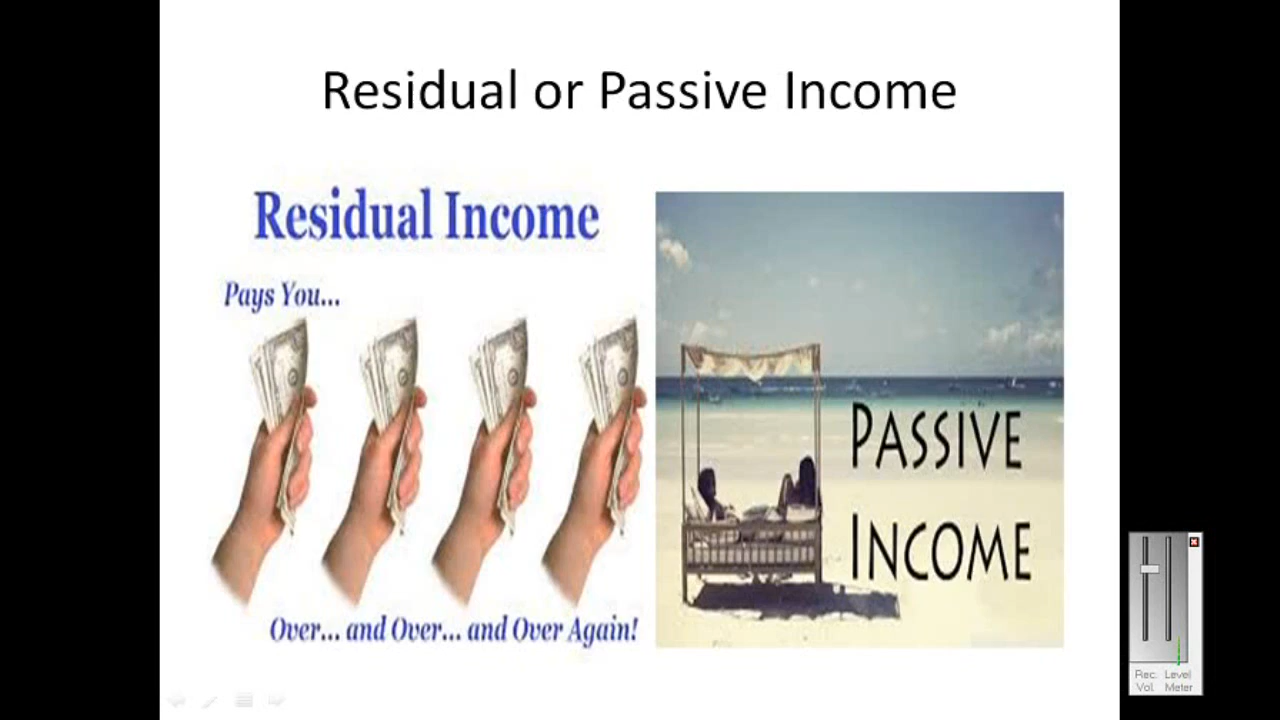 Residual or Passive Income
Residual Income
Pays You...
Over... and Over... and Over Again!
PASSIVE
INCOME
Rec. Level
Vol. Meter